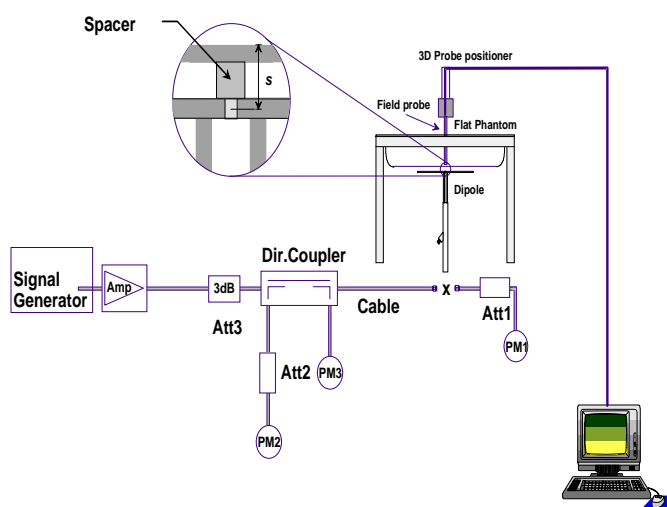 Spacer
s
3D Probe positioner
Field probe
Flat Phantom
Dipole
Dir.Coupler
Signal
Generator
Amp
3dB
Att3
Cable
x
Att1
PM1
Att2
PM3
PM2